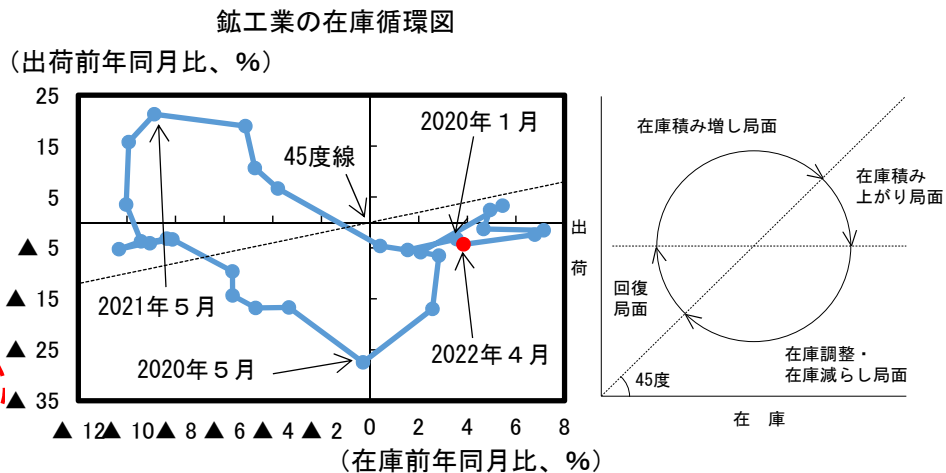 鉱工業の在庫循環図
（出荷前年同月比、%）
25
15
5
▲ 5
▲ 15
▲ 25
▲ 35
▲ 12
▲ 10
▲ 8
▲ 6
▲ 4
▲ 2
0
2
4
6
8
（在庫前年同月比、%）
45度線
2020年１月
2021年５月
2020年５月
2022年４月
出荷
在庫積み増し局面
在庫積み
上がり局面
回復
局面
在庫調整・
在庫減らし局面
45度
在　庫